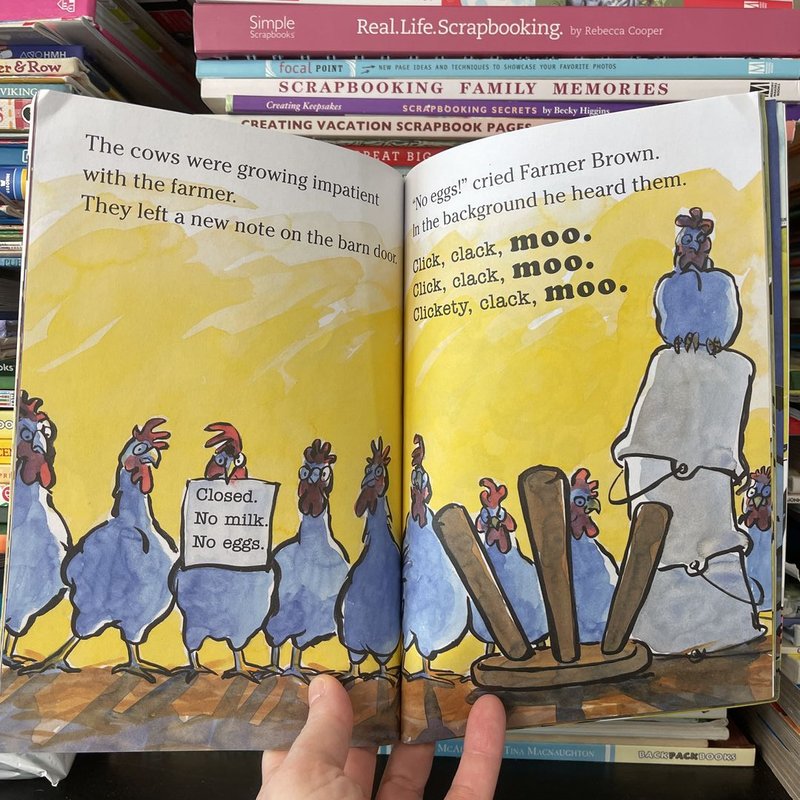 Simple
Scrapbooks
Real.Life.Scrapbooking. by Rebecca Cooper
focal POINT NEW PAGE IDEAS AND TECHNIQUES TO SHOWCASE YOUR FAVORITE PHOTOS
SCRAPBOOKING FAMILY MEMORIES
Creating Keepsakes SCRAPBOOKING SECRETS by Becky Higgins
CREATING VACATION SCRAPBOOK PAGES
HMH
r & Row
VIKING
The cows were growing impatient
with the farmer.
They left a new note on the barn door.
Closed.
No milk.
No eggs.
"No eggs!" cried Farmer Brown.
In the background he heard them.
Click, clack, moo.
Click, clack, moo.
Clickety, clack, moo.
TINA MACNAUGHTON
BACKPACKBOOKS